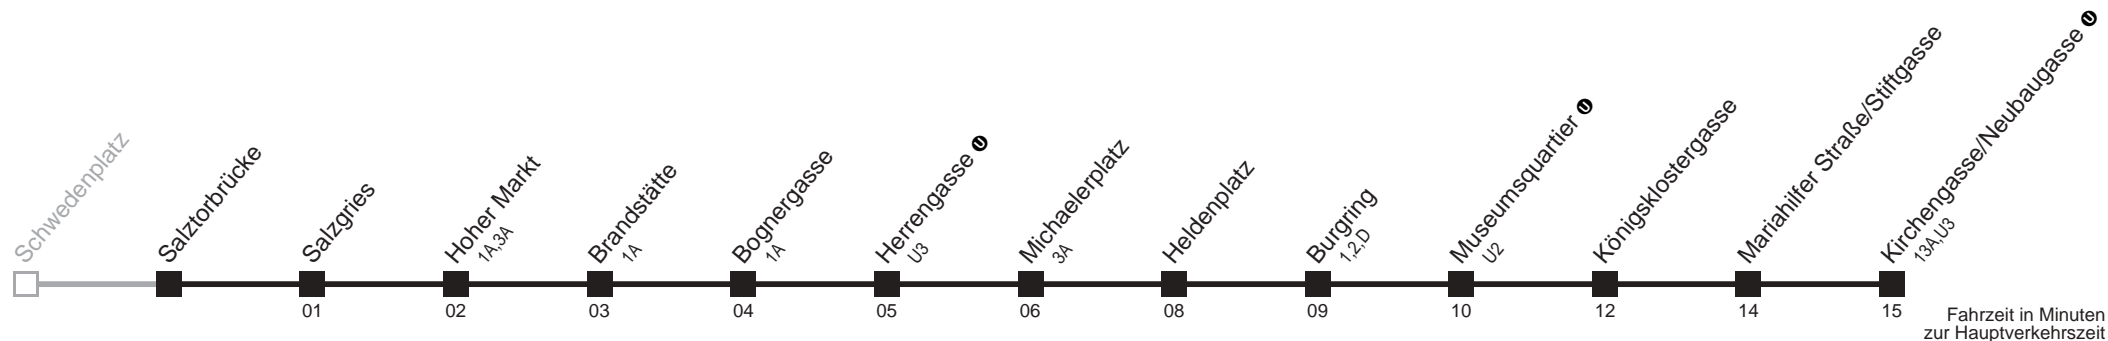 Schwedenplatz
Salztorbrücke
Salzgries
01
Hoher Markt
1A,3A
02
Brandstätte
1A
03
Bognergasse
1A
04
Herrengasse U
U3
05
Michaelerplatz
3A
06
Heldenplatz
08
Burgring
1,2,D
09
Museumsquartier U
U2
10
Königsklostergasse
12
Mariahilfer Straße/Stiftgasse
14
Kirchengasse/Neubaugasse U
13A,U3
15
Fahrzeit in Minuten
zur Hauptverkehrszeit